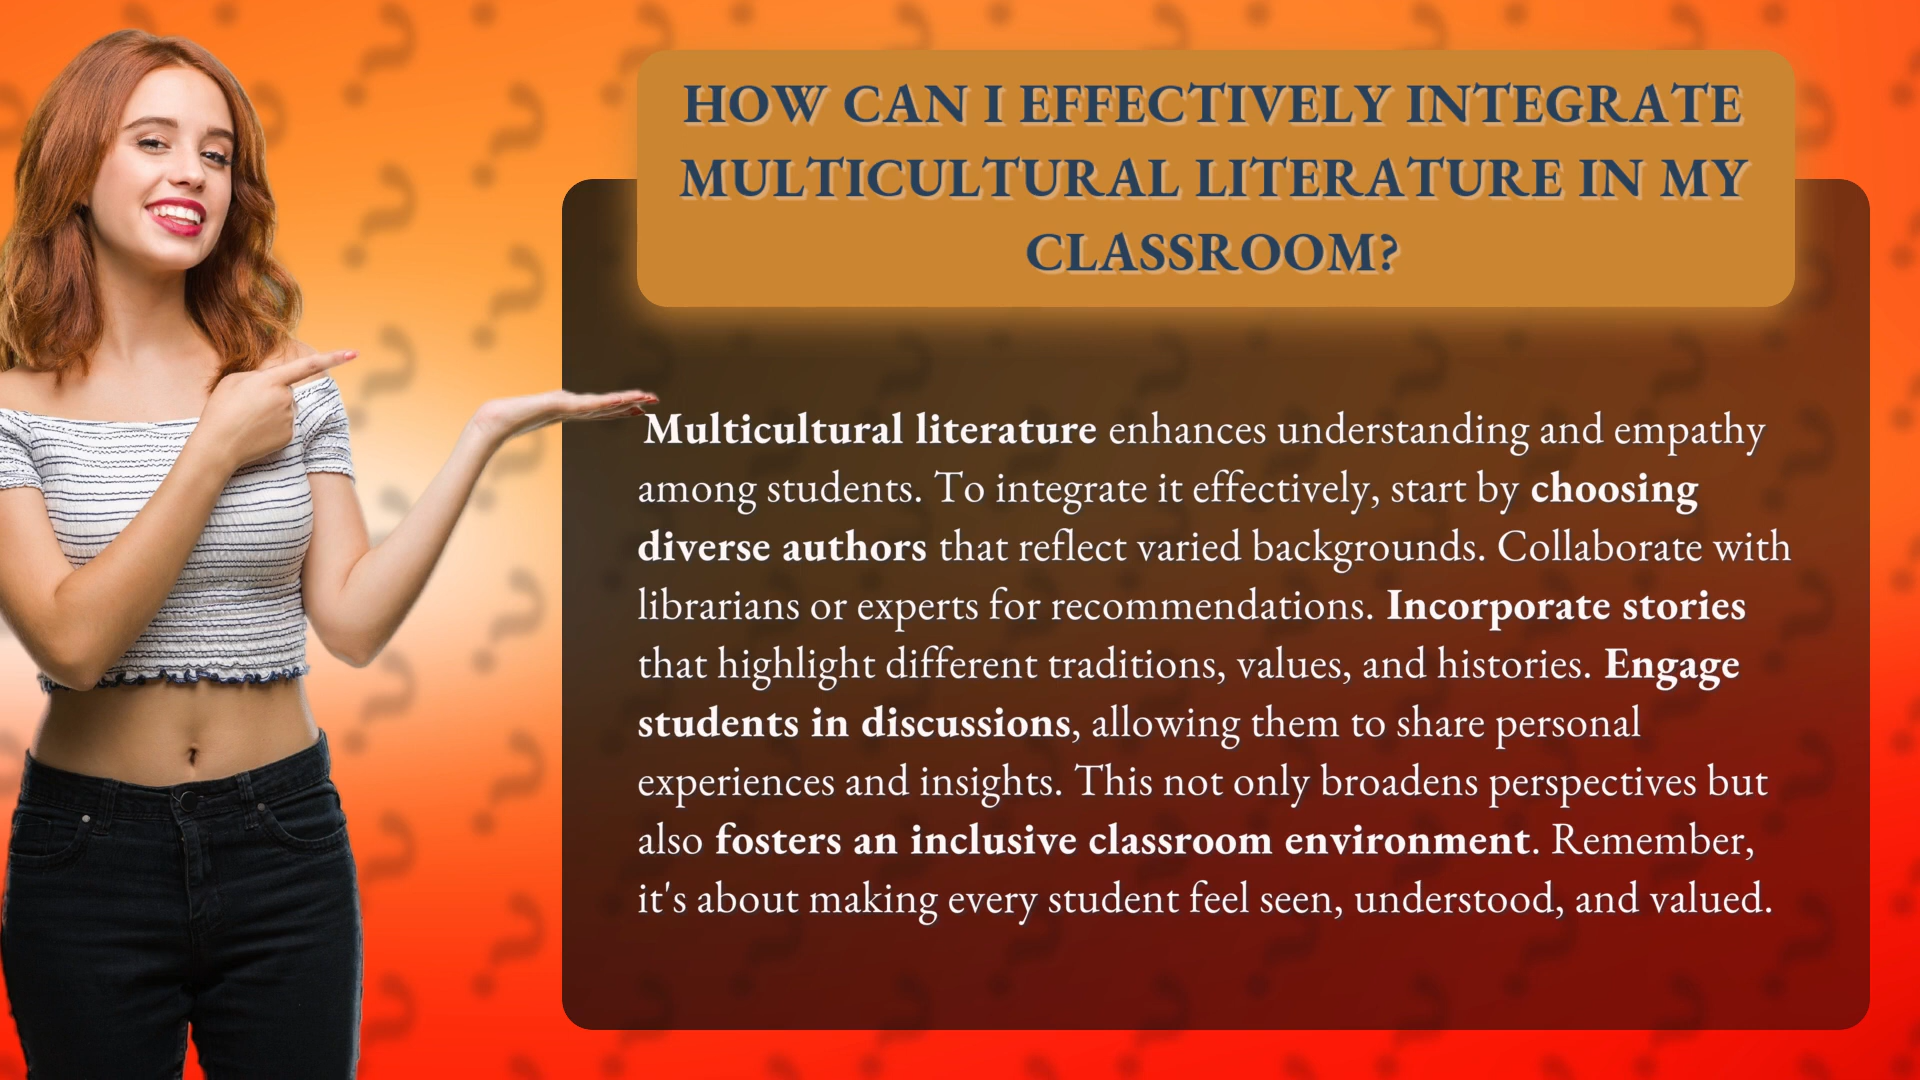 HOW CAN I EFFECTIVELY INTEGRATE
MULTICULTURAL LITERATURE IN MY
CLASSROOM?
Multicultural literature enhances understanding and empathy
among students. To integrate it effectively, start by choosing
diverse authors that reflect varied backgrounds. Collaborate with
librarians or experts for recommendations. Incorporate stories
that highlight different traditions, values, and histories. Engage
students in discussions, allowing them to share personal
experiences and insights. This not only broadens perspectives but
also fosters an inclusive classroom environment. Remember,
it's about making every student feel seen, understood, and valued.